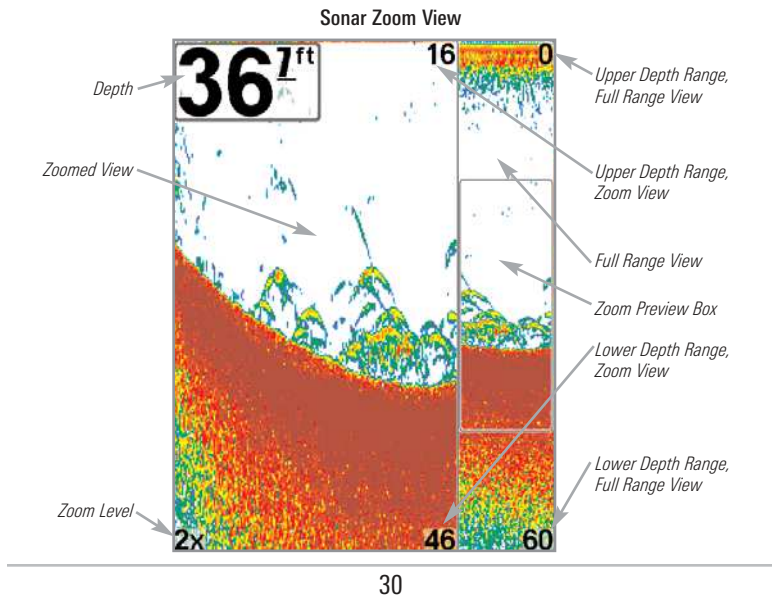 Sonar Zoom View
36.7 ft
16
0
Depth
Upper Depth Range,
Full Range View
Zoomed View
Upper Depth Range,
Zoom View
Full Range View
Zoom Preview Box
Lower Depth Range,
Zoom View
Lower Depth Range,
Full Range View
Zoom Level
2x
46
60
30